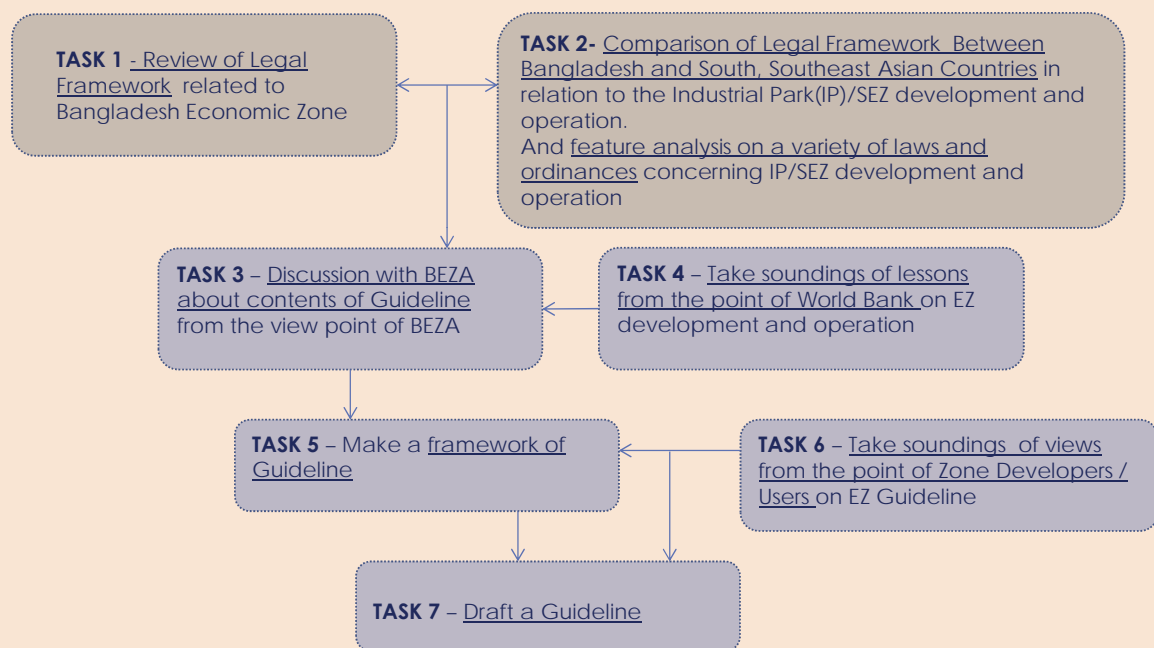 TASK 1 - Review of Legal
Framework related to
Bangladesh Economic Zone
TASK 2- Comparison of Legal Framework Between
Bangladesh and South, Southeast Asian Countries in
relation to the Industrial Park(IP)/SEZ development and
operation.
And feature analysis on a variety of laws and
ordinances concerning IP/SEZ development and
operation
TASK 3 – Discussion with BEZA
about contents of Guideline
from the view point of BEZA
TASK 4 – Take soundings of lessons
from the point of World Bank on EZ
development and operation
TASK 5 – Make a framework of
Guideline
TASK 6 – Take soundings of views
from the point of Zone Developers /
Users on EZ Guideline
TASK 7 – Draft a Guideline